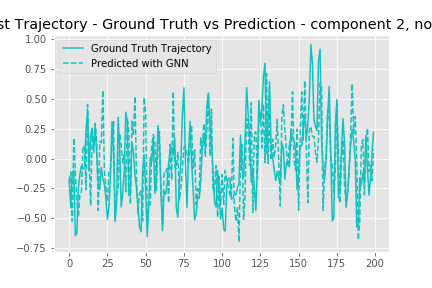 st Trajectory - Ground Truth vs Prediction - component 2, no
Ground Truth Trajectory
Predicted with GNN
1.00
0.75
0.50
0.25
0.00
−0.25
−0.50
−0.75
0 25 50 75 100 125 150 175 200